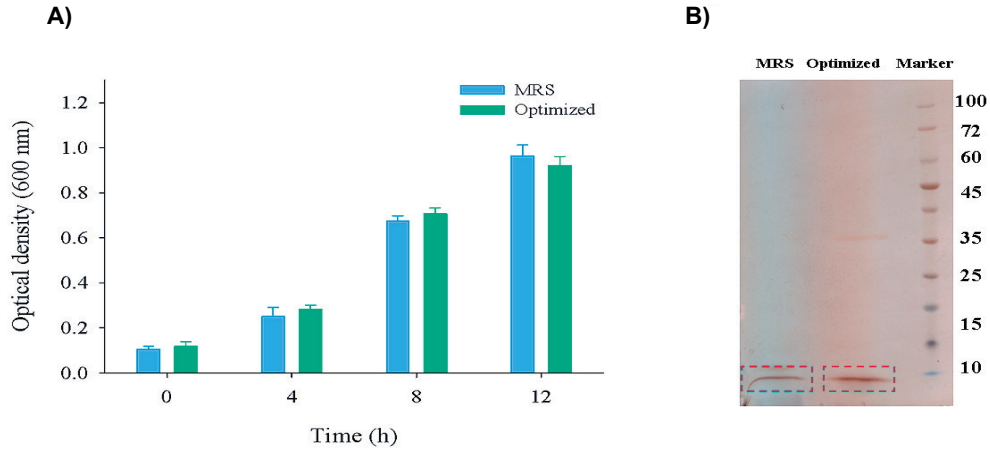 A)
Optical density (600 nm)
1.2
1.0
0.8
0.6
0.4
0.2
0.0
MRS
Optimized
0 4 8 12
Time (h)
B)
MRS Optimized Marker
100
72
60
45
35
25
15
10